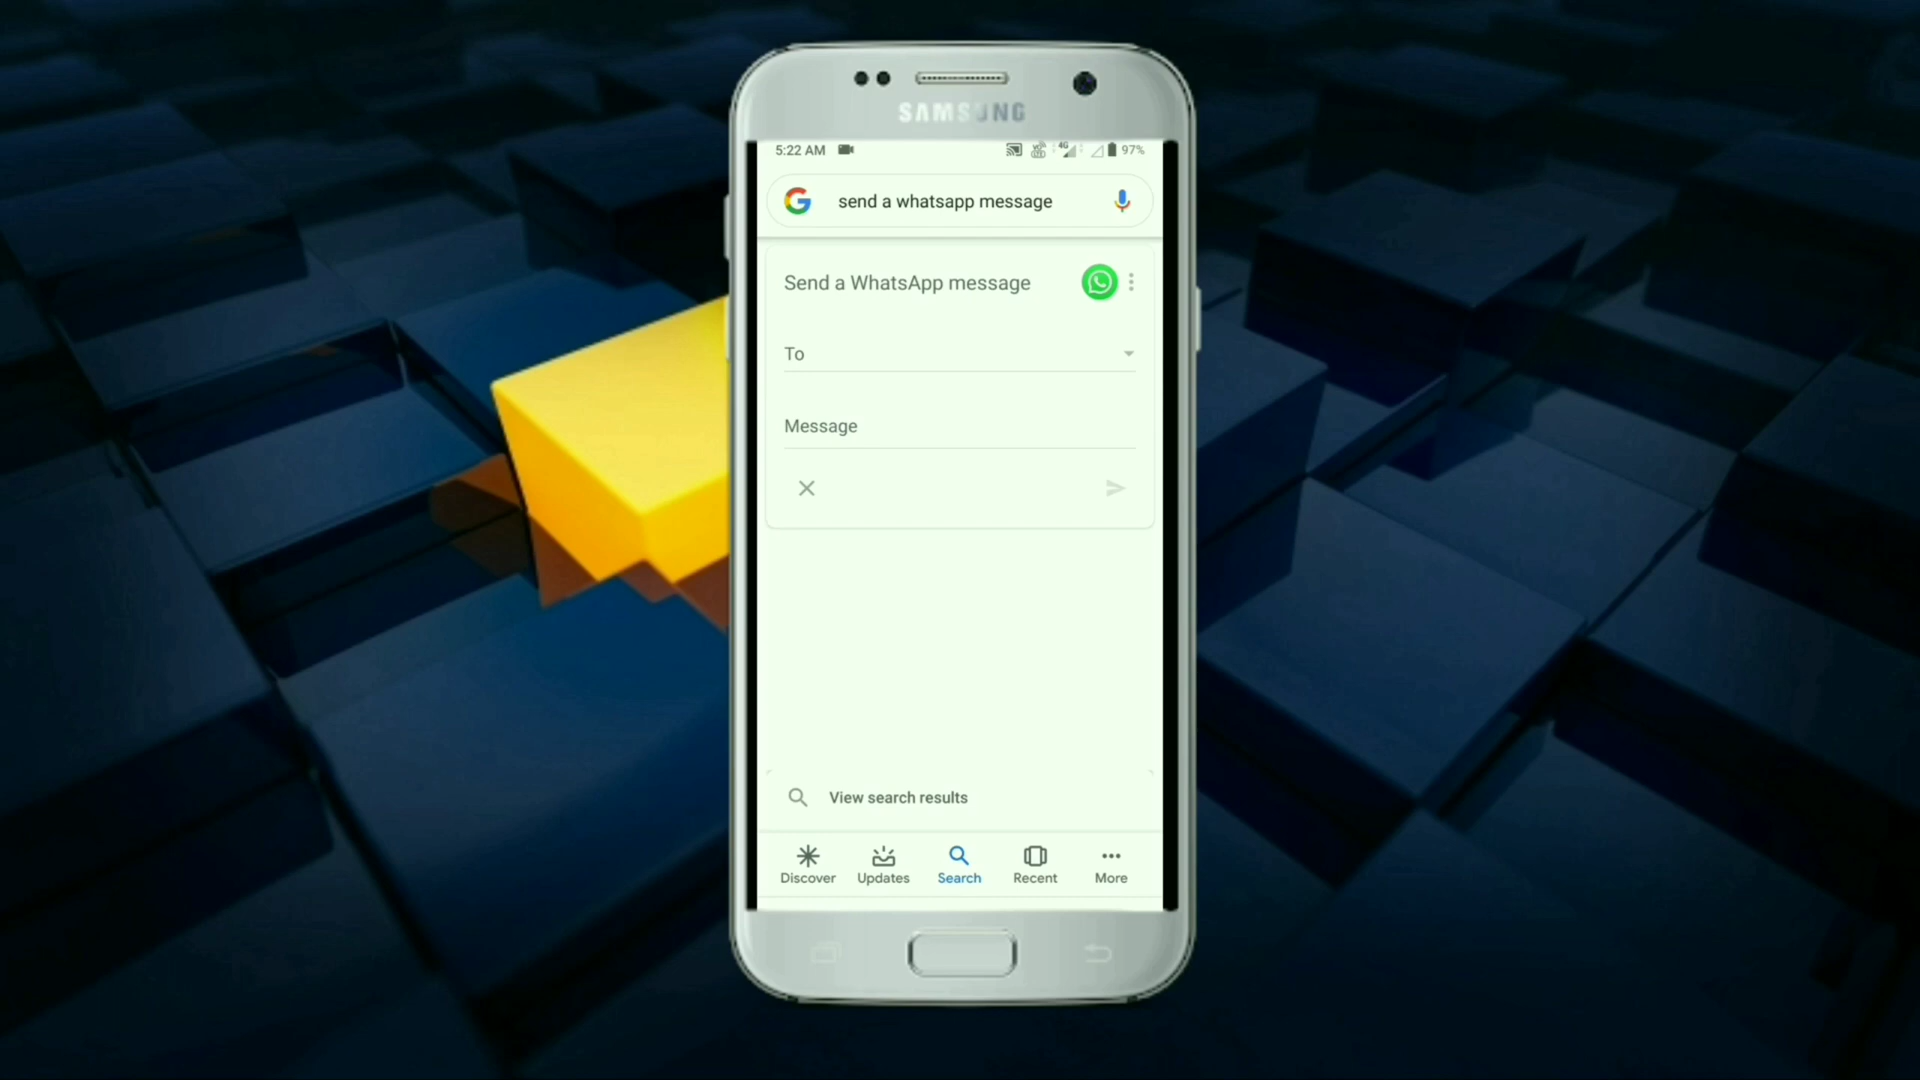 SAMSUNG
5:22 AM 4G 97%
send a whatsapp message
Send a WhatsApp message
To
Message
View search results
Discover Updates Search Recent More